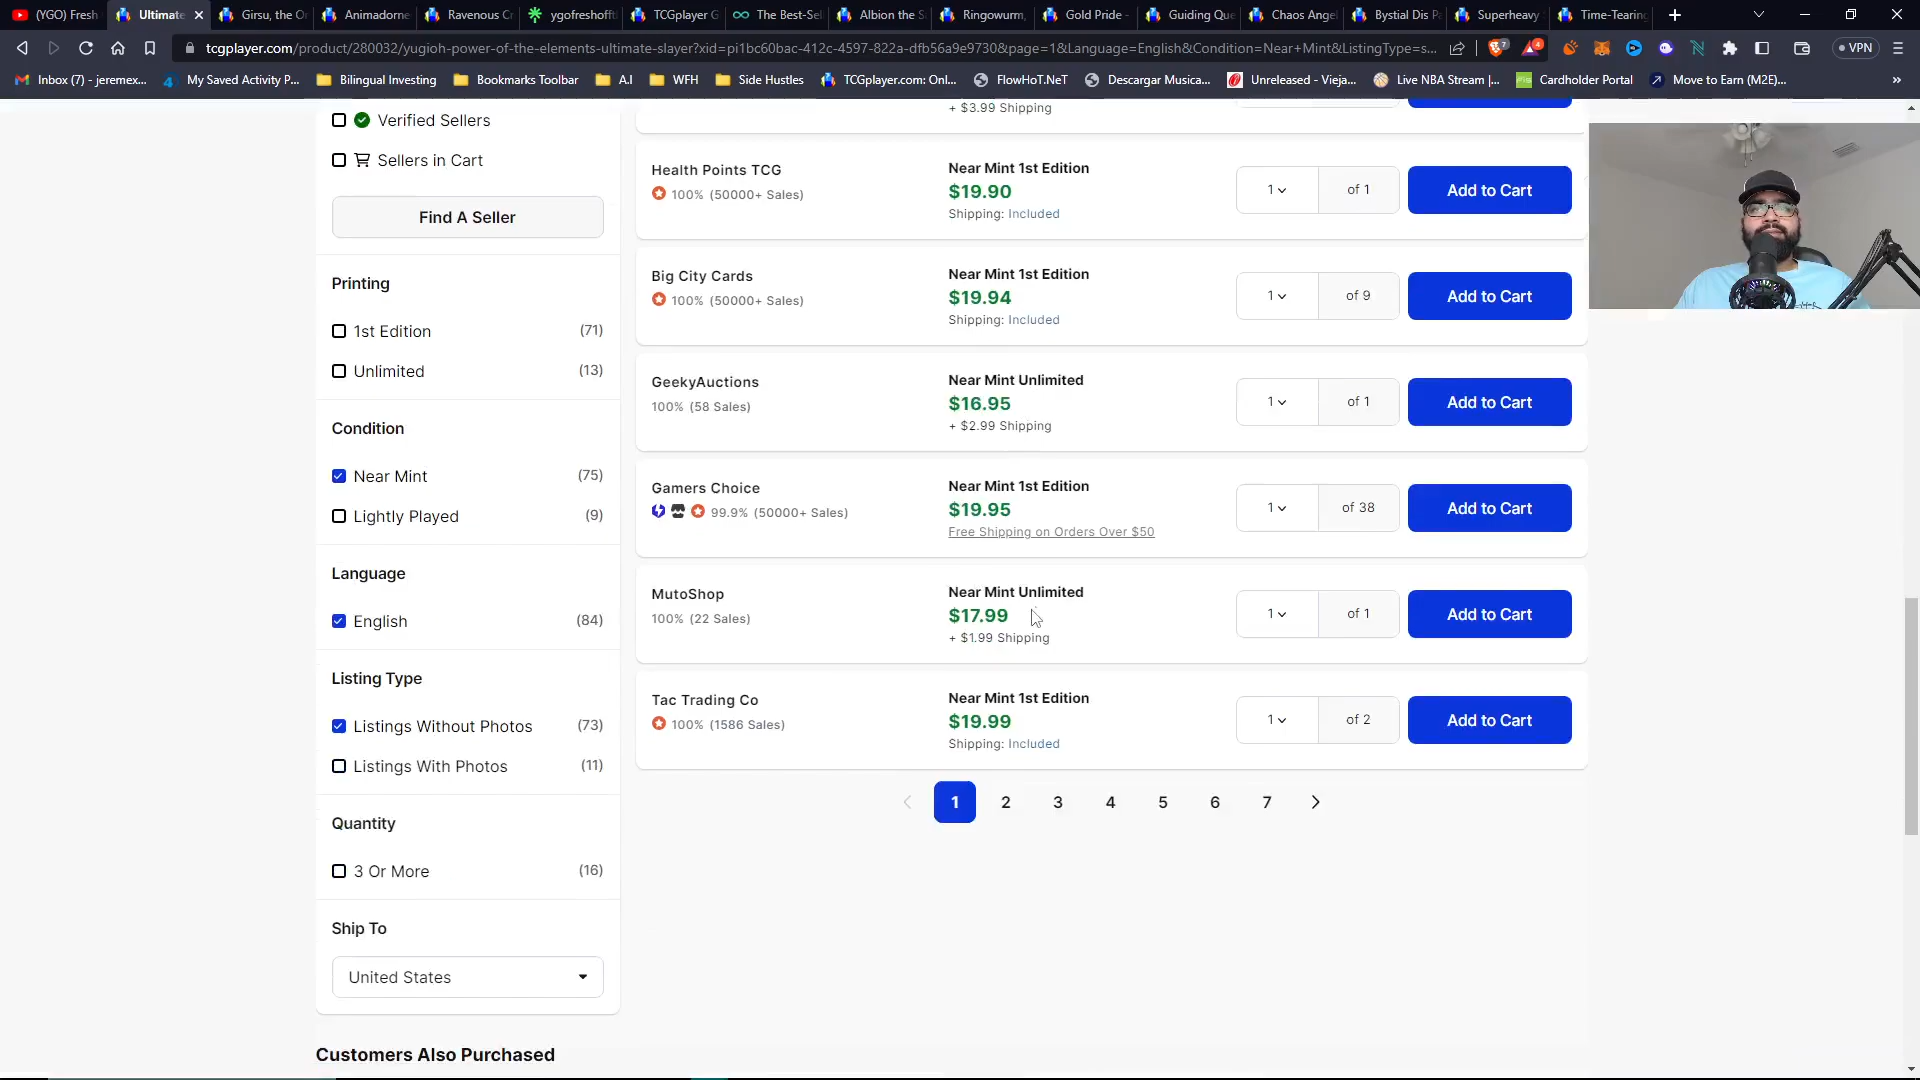 (YGO) Fresh
Ultimate
Girsu, the Or
Animadorne
Ravenous Cr
ygofreshofft
TCGplayer G
The Best-Sel
Albion the S
Ringowurm,
Gold Pride -
Guiding Que
Chaos Angel
Bystial Dis P
Superheavy
Time-Tearing
tcgplayer.com/product/280032/yugioh-power-of-the-elements-ultimate-slayer?xid=pi1bc60bac-412c-4597-822a-dfb56a9e9730&page=1&Language=English&Condition=Near+Mint&ListingType=s...
VPN
Inbox (7) - jeremex...
My Saved Activity P...
Bilingual Investing
Bookmarks Toolbar
A.I
WFH
Side Hustles
TCGplayer.com: Onl...
FlowHoT.NeT
Descargar Musica...
Unreleased - Vieja...
Live NBA Stream |...
Cardholder Portal
Move to Earn (M2E)...
Verified Sellers
Sellers in Cart
Find A Seller
Printing
1st Edition (71)
Unlimited (13)
Condition
Near Mint (75)
Lightly Played (9)
Language
English (84)
Listing Type
Listings Without Photos (73)
Listings With Photos (11)
Quantity
3 Or More (16)
Ship To
United States
+ $3.99 Shipping
Health Points TCG
100% (50000+ Sales)
Near Mint 1st Edition
$19.90
Shipping: Included
1 of 1
Add to Cart
Big City Cards
100% (50000+ Sales)
Near Mint 1st Edition
$19.94
Shipping: Included
1 of 9
Add to Cart
GeekyAuctions
100% (58 Sales)
Near Mint Unlimited
$16.95
+ $2.99 Shipping
1 of 1
Add to Cart
Gamers Choice
99.9% (50000+ Sales)
Near Mint 1st Edition
$19.95
Free Shipping on Orders Over $50
1 of 38
Add to Cart
MutoShop
100% (22 Sales)
Near Mint Unlimited
$17.99
+ $1.99 Shipping
1 of 1
Add to Cart
Tac Trading Co
100% (1586 Sales)
Near Mint 1st Edition
$19.99
Shipping: Included
1 of 2
Add to Cart
1 2 3 4 5 6 7
Customers Also Purchased